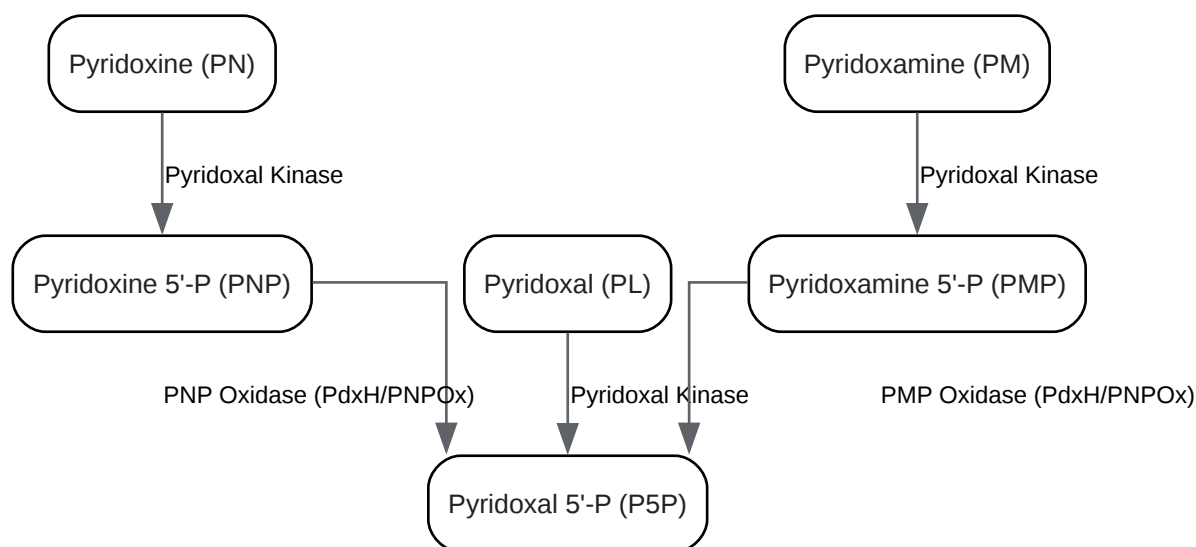 Pyridoxine (PN)
Pyridoxamine (PM)
Pyridoxal Kinase
Pyridoxal Kinase
Pyridoxine 5'-P (PNP)
Pyridoxal (PL)
Pyridoxamine 5'-P (PMP)
PNP Oxidase (PdxH/PNPOx)
Pyridoxal Kinase
PMP Oxidase (PdxH/PNPOx)
Pyridoxal 5'-P (P5P)